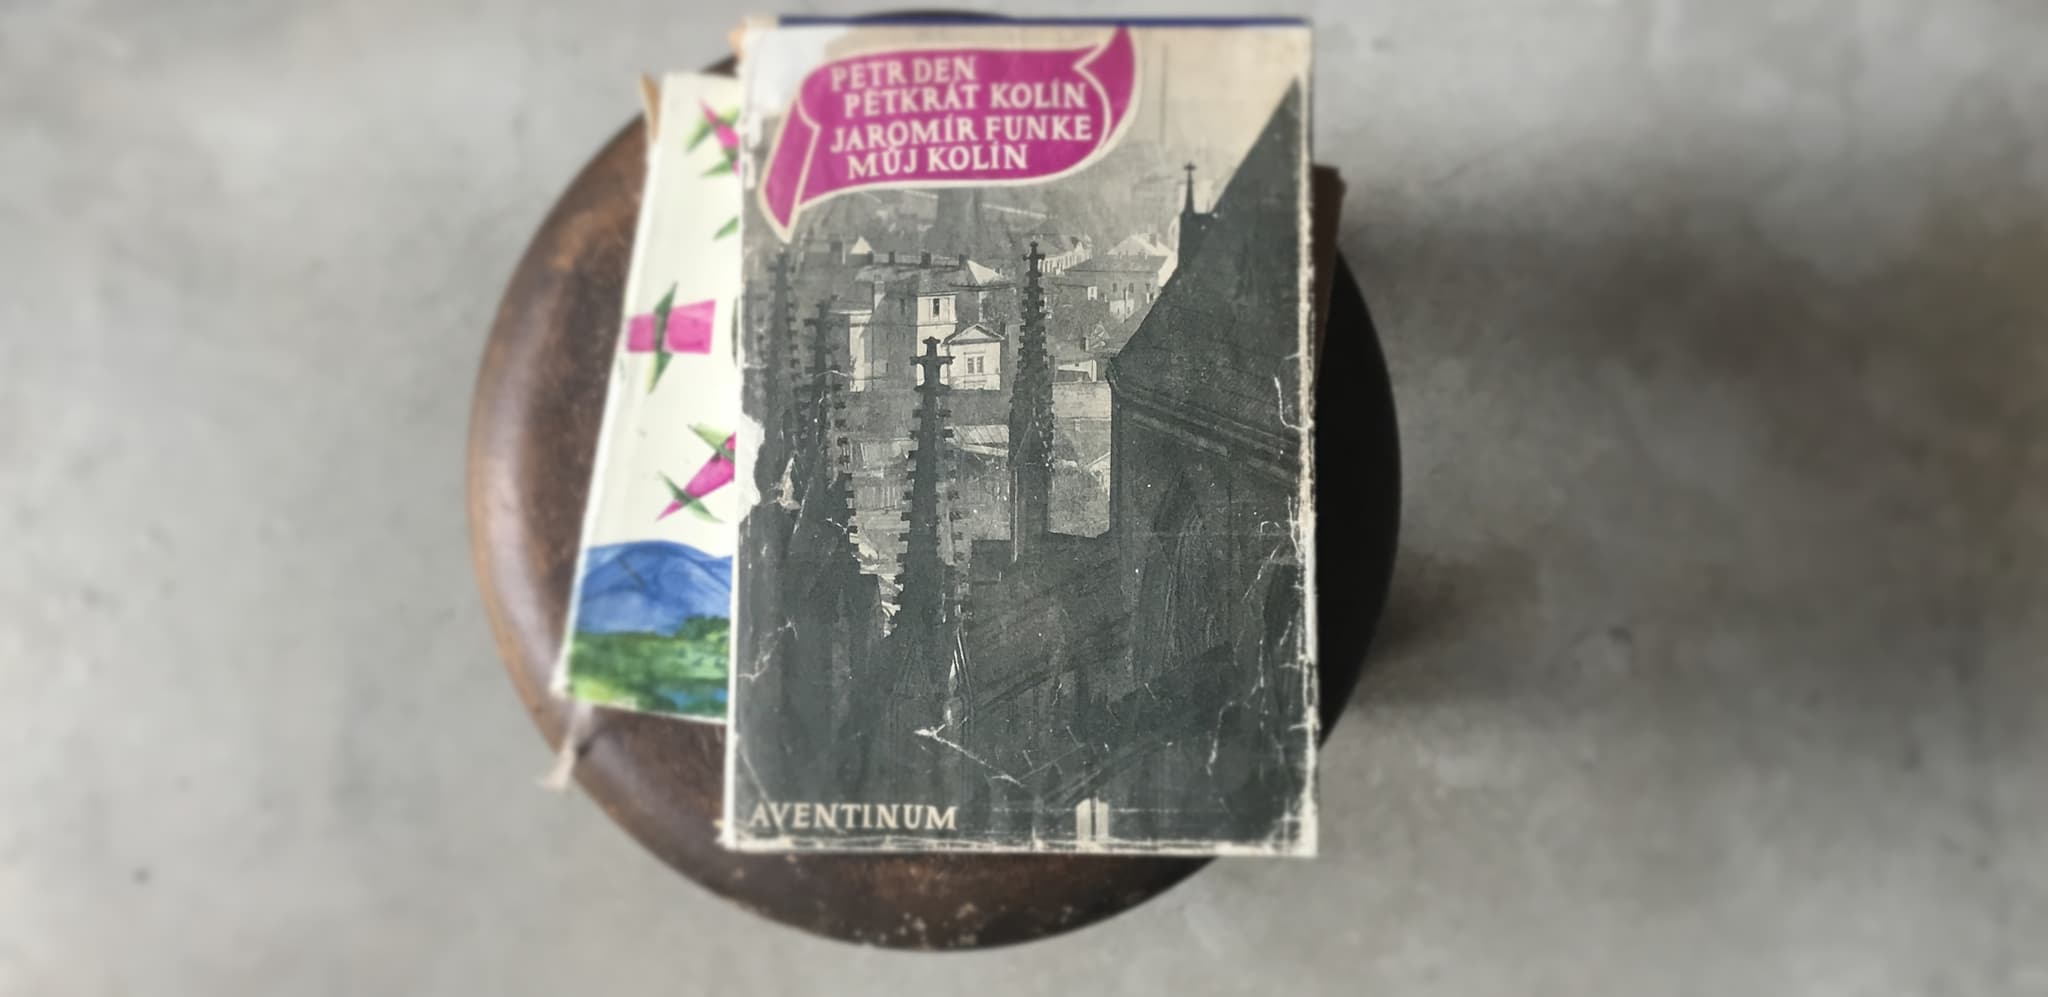 PETR DEN
PĚTKRÁT KOLÍN
JAROMÍR FUNKE
MŮJ KOLÍN
AVENTINUM